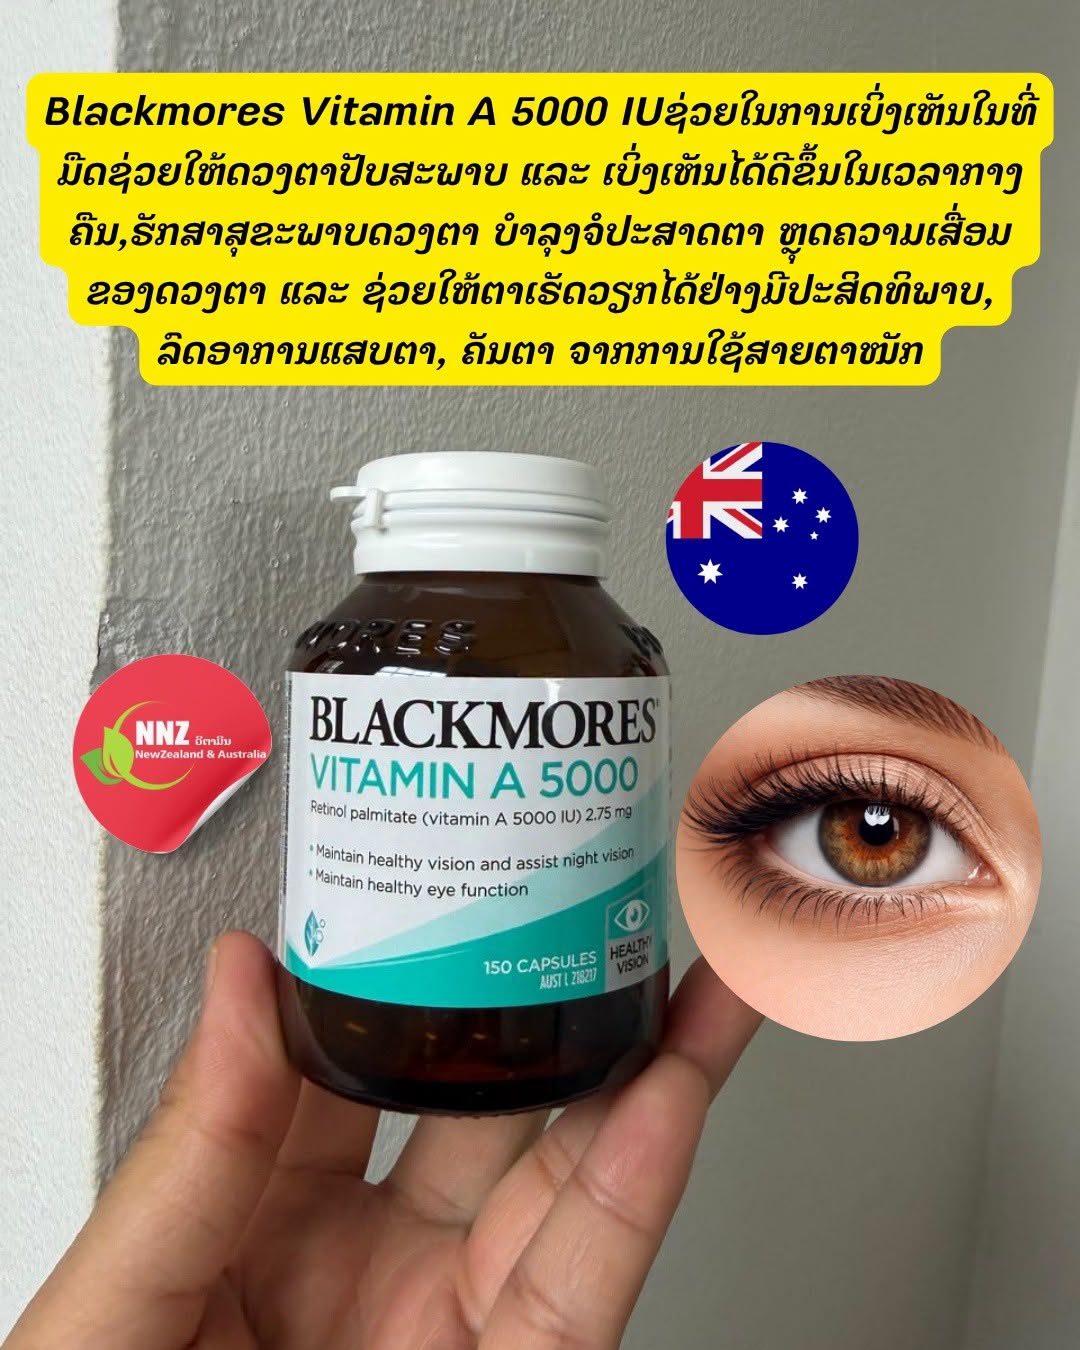 Blackmores Vitamin A 5000 IUຊ່ວຍໃນການເບິ່ງເຫັນໃນທີ່
ມືດຊ່ວຍໃຫ້ດວງຕາປັບສະພາບ ແລະ ເບິ່ງເຫັນໄດ້ດີຂຶ້ນໃນເວລາກາງ
ຄືນ,ຮັກສາສຸຂະພາບດວງຕາ ບໍາລຸງຈໍປະສາດຕາ ຫຼຸດຄວາມເສື່ອມ
ຂອງດວງຕາ ແລະ ຊ່ວຍໃຫ້ຕາເຮັດວຽກໄດ້ຢ່າງມີປະສິດທິພາບ,
ລົດອາການແສບຕາ, ຄັນຕາ ຈາກການໃຊ້ສາຍຕາໜັກ
NNZ ວິຕາມິນ
NewZealand & Australia
BLACKMORES®
VITAMIN A 5000
Retinol palmitate (vitamin A 5000 IU) 2.75 mg
• Maintain healthy vision and assist night vision
• Maintain healthy eye function
150 CAPSULES
AUST L 218217
HEALTHY
VISION